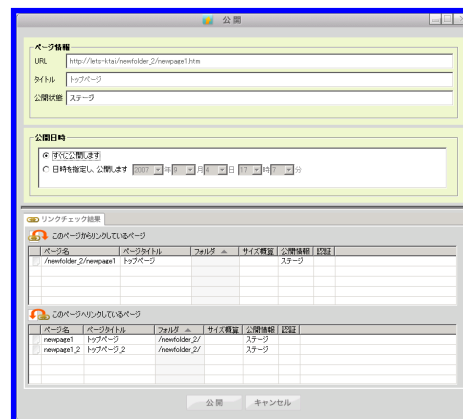 公開
ページ情報
URL http://lets-ktai/newfolder_2/newpage1.htm
タイトル トップページ
公開状態 ステージ
公開日時
すぐに公開します
日時を指定し、公開します 2007 年 9 月 4 日 17 時 7 分
リンクチェック結果
このページからリンクしているページ
ページ名 ページタイトル フォルダ サイズ概算 公開情報 認証
/newfolder_2/newpage1 トップページ ステージ
このページへリンクしているページ
ページ名 ページタイトル フォルダ サイズ概算 公開情報 認証
newpage1 トップページ /newfolder_2/ ステージ
newpage1_2 トップページ_2 /newfolder_2/ ステージ
公開 キャンセル